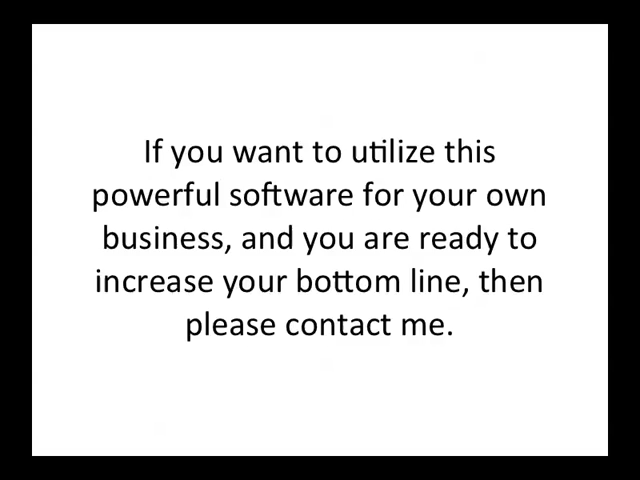 If you want to utilize this
powerful software for your own
business, and you are ready to
increase your bottom line, then
please contact me.